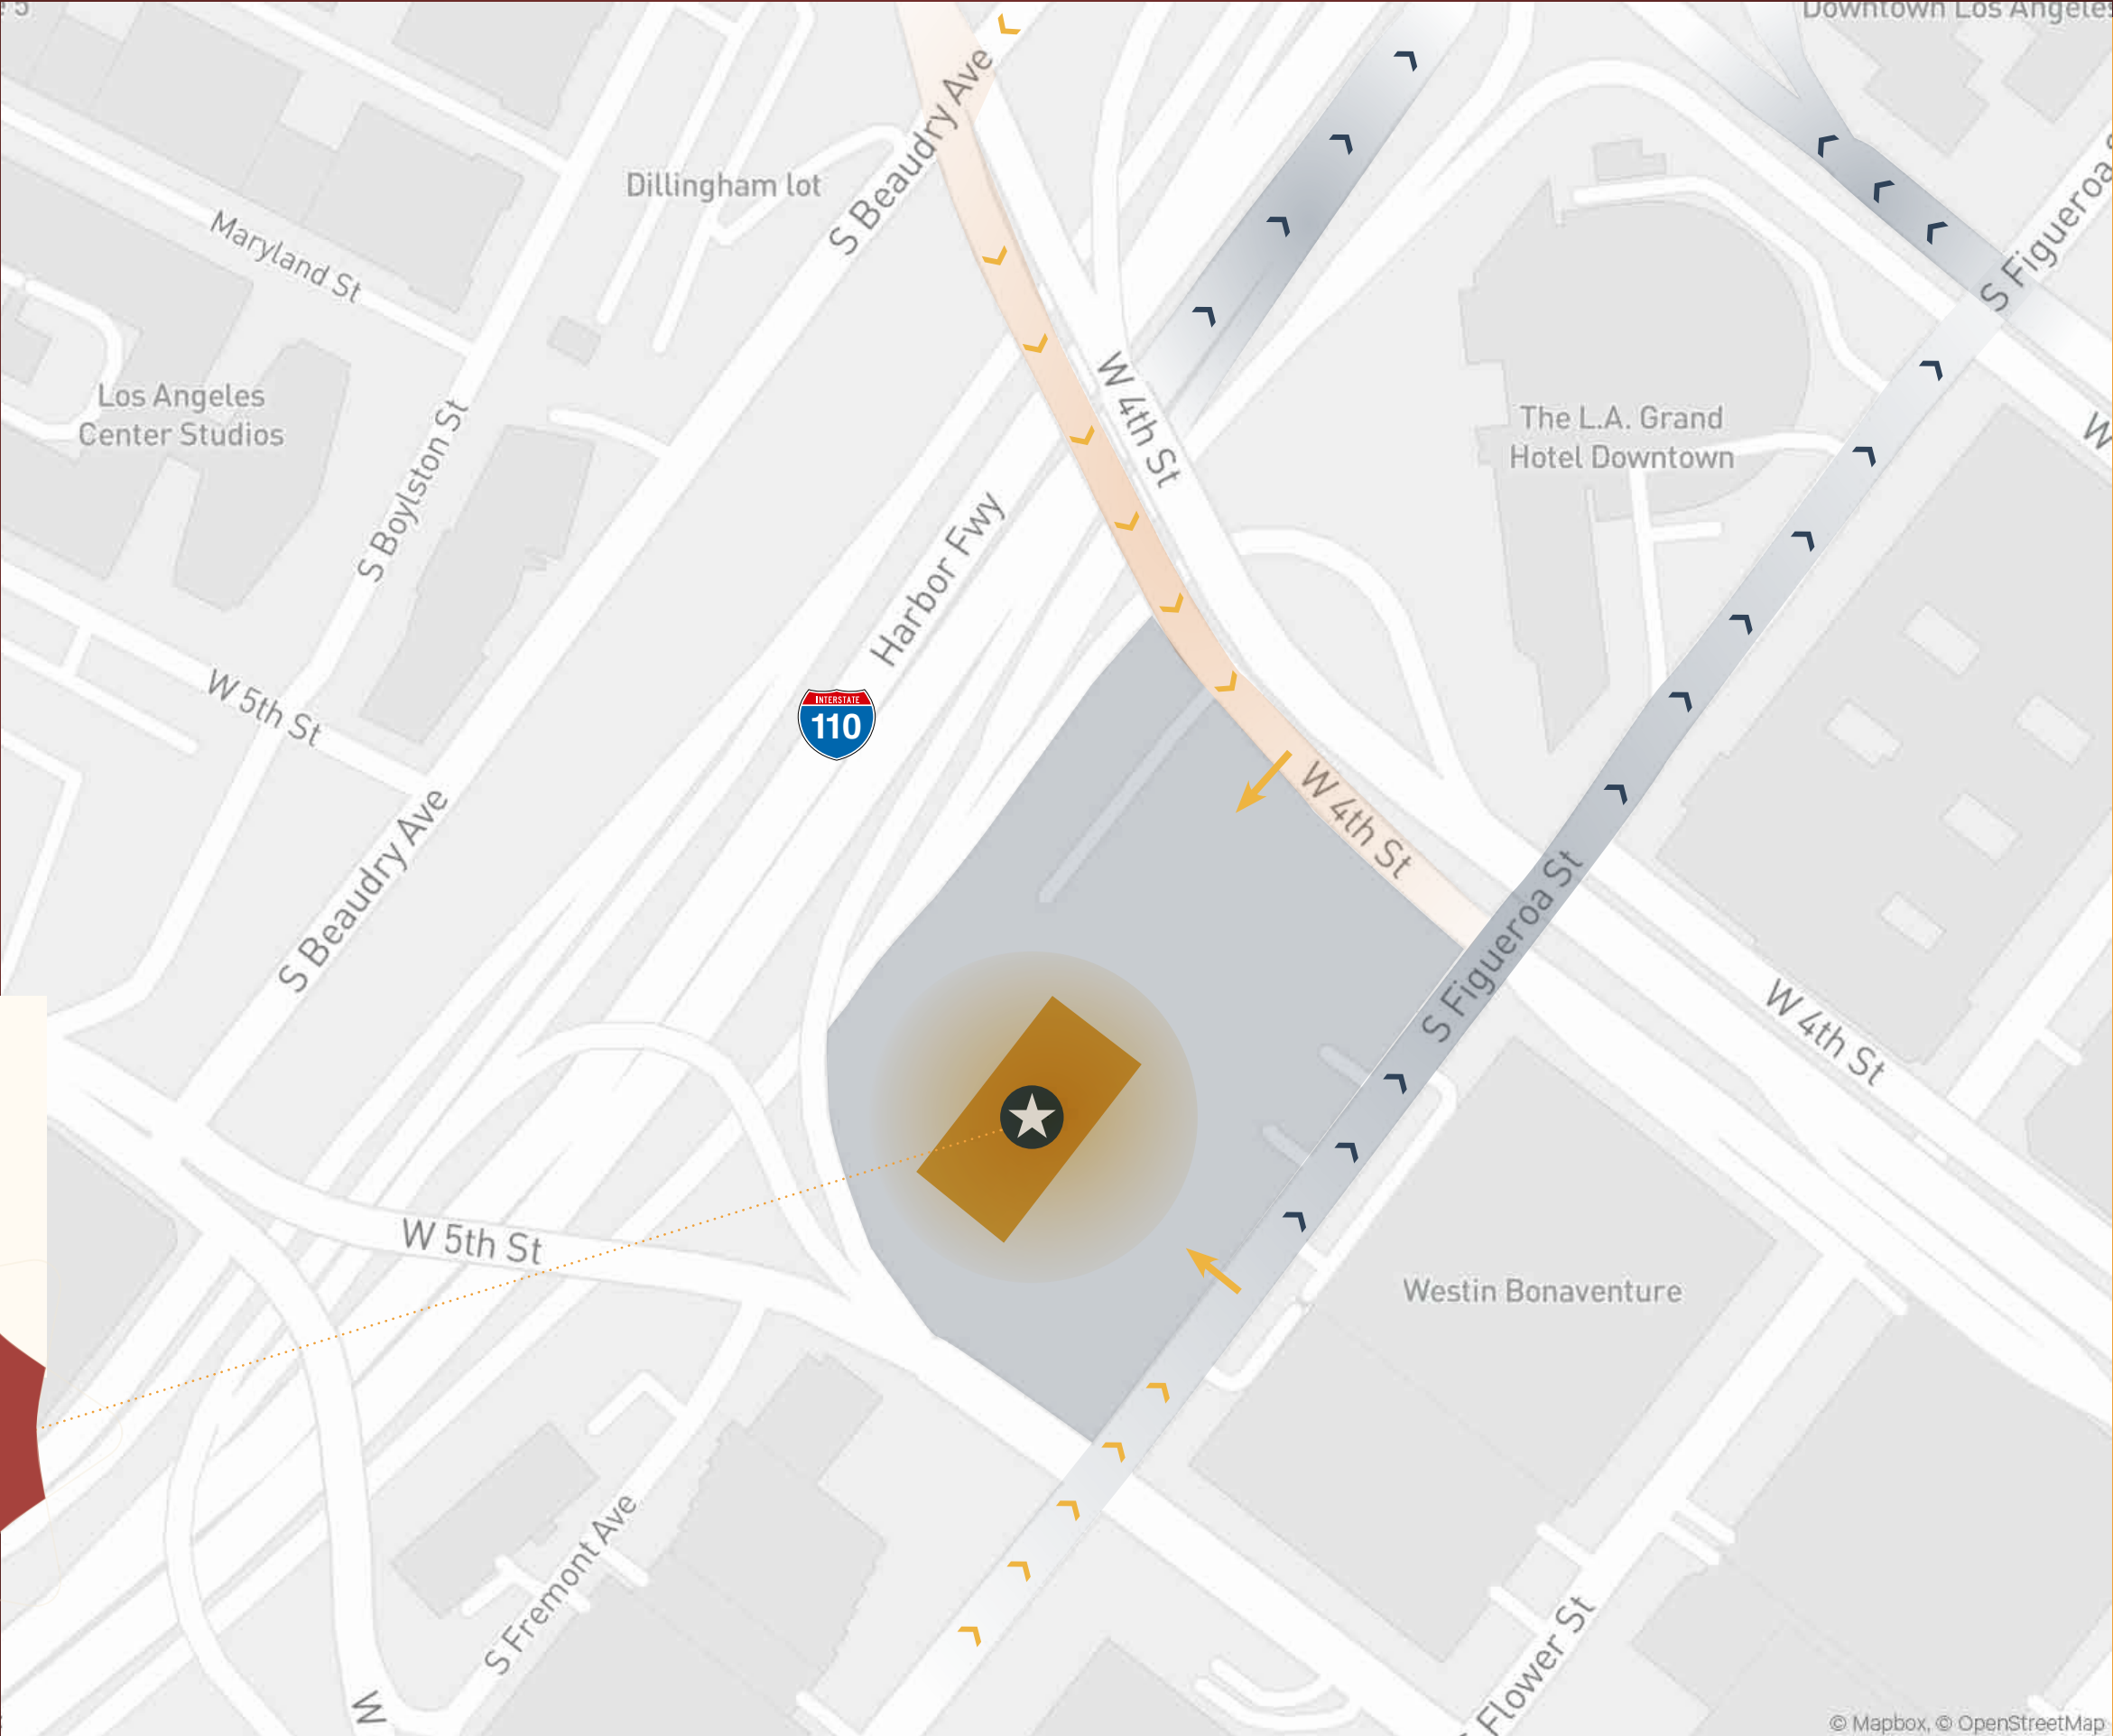 Downtown Los Angeles
S Beaudry Ave
Dillingham lot
Maryland St
S Figueroa S
W 4th St
Los Angeles
Center Studios
The L.A. Grand
Hotel Downtown
W
S Boylston St
Harbor Fwy
W 5th St
INTERSTATE
110
W 4th St
S Beaudry Ave
S Figueroa St
W 4th St
W 5th St
Westin Bonaventure
S Fremont Ave
Flower St
W
© Mapbox, © OpenStreetMap